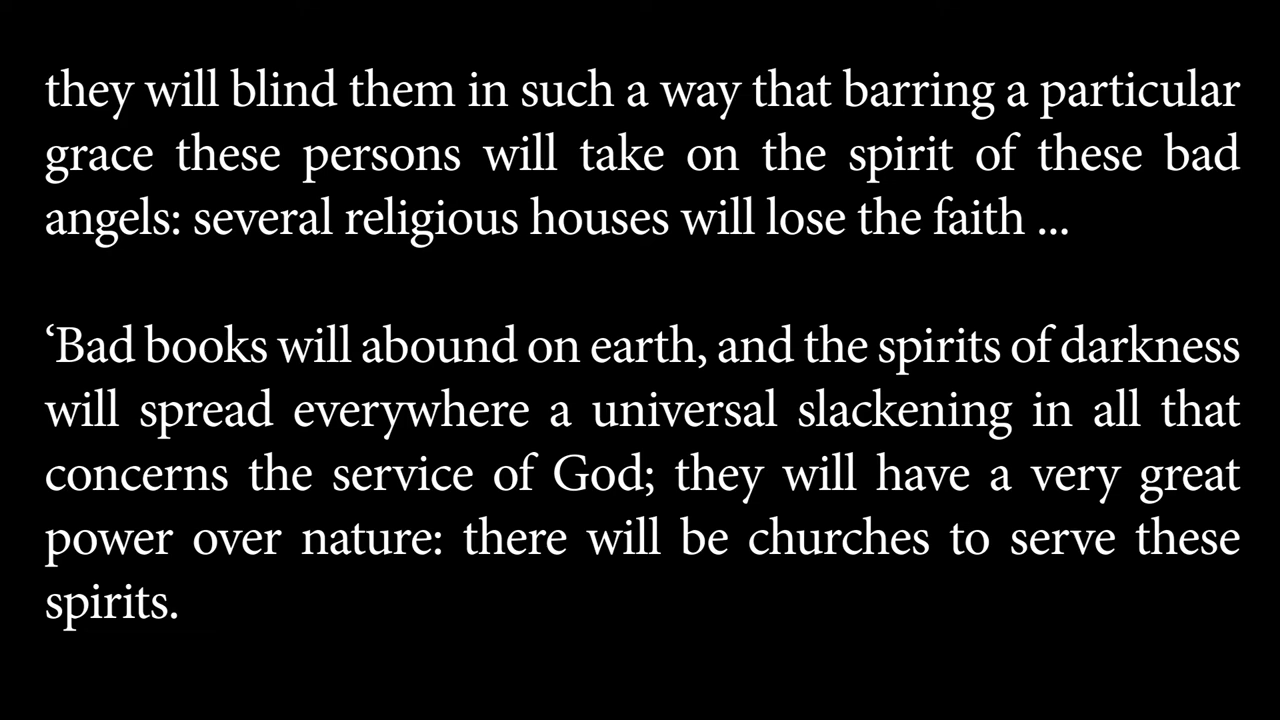 they will blind them in such a way that barring a particular
grace these persons will take on the spirit of these bad
angels: several religious houses will lose the faith ...
‘Bad books will abound on earth, and the spirits of darkness
will spread everywhere a universal slackening in all that
concerns the service of God; they will have a very great
power over nature: there will be churches to serve these
spirits.